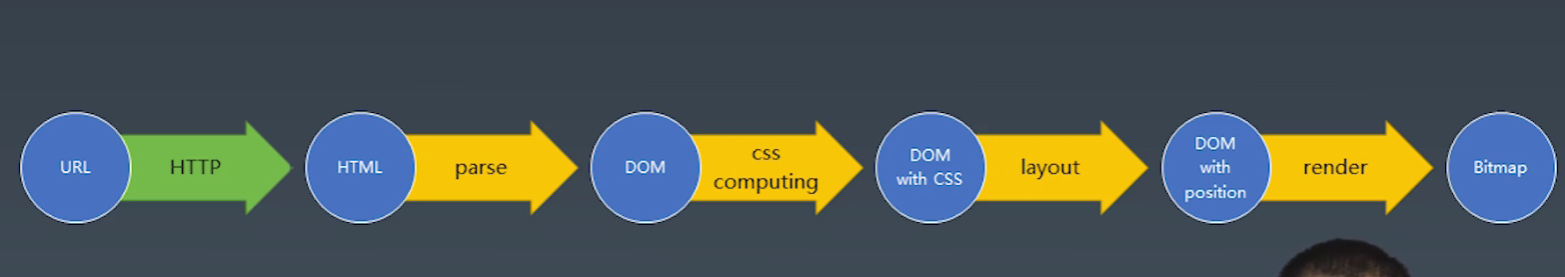 URL
HTTP
HTML
parse
DOM
css
computing
DOM
with CSS
layout
DOM
with
position
render
Bitmap